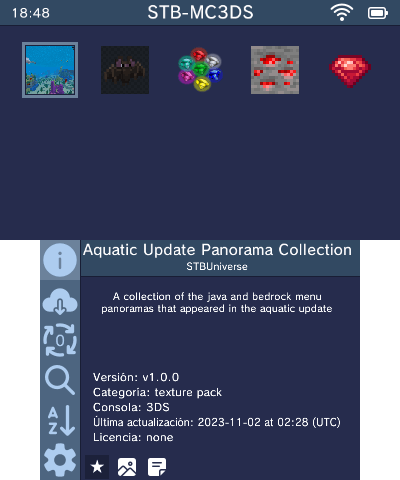 18:48
STB-MC3DS
i
Aquatic Update Panorama Collection
STBUniverse
A collection of the java and bedrock menu
panoramas that appeared in the aquatic update
0
Versión: v1.0.0
Categoría: texture pack
Consola: 3DS
Última actualización: 2023-11-02 at 02:28 (UTC)
Licencia: none
A
Z